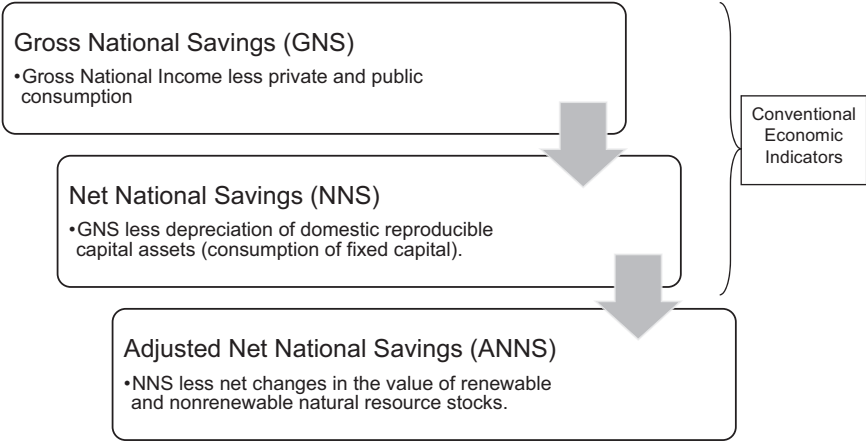 Gross National Savings (GNS)
•Gross National Income less private and public
consumption
Conventional
Economic
Indicators
Net National Savings (NNS)
•GNS less depreciation of domestic reproducible
capital assets (consumption of fixed capital).
Adjusted Net National Savings (ANNS)
•NNS less net changes in the value of renewable
and nonrenewable natural resource stocks.